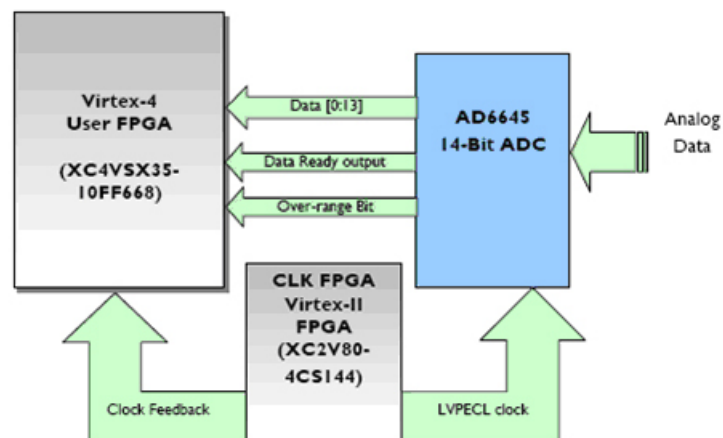 Virtex-4
User FPGA
(XC4VSX35-
10FF668)
Data [0:13]
Data Ready output
Over-range Bit
AD6645
14-Bit ADC
Analog
Data
CLK FPGA
Virtex-II
FPGA
(XC2V80-
4CS144)
Clock Feedback
LVPECL clock